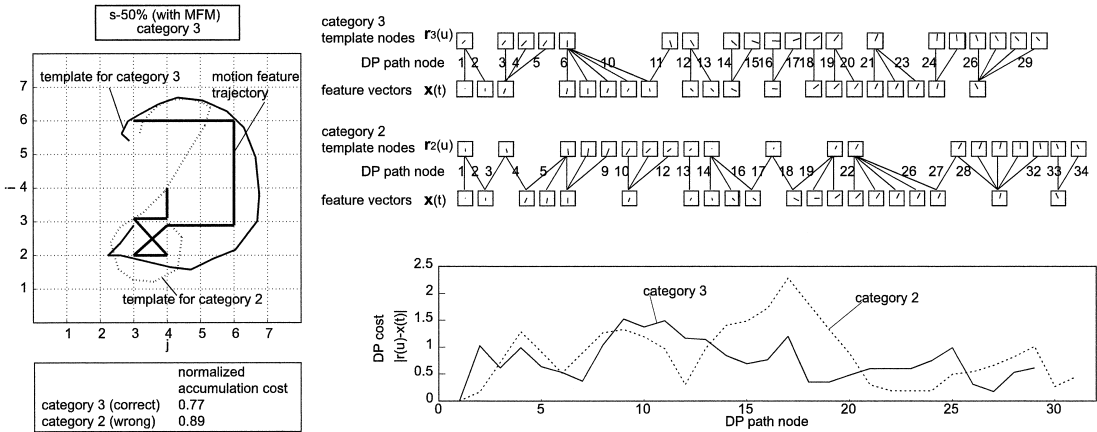 s-50% (with MFM)
category 3
template for category 3
motion feature
trajectory
7
6
5
4
3
2
1
i
1 2 3 4 5 6 7
j
template for category 2
normalized
accumulation cost
category 3 (correct) 0.77
category 2 (wrong) 0.89
category 3
template nodes r3(u)
DP path node 1 2 3 4 5 6 10 11 12 13 14 15 16 17 18 19 20 21 23 24 26 29
feature vectors x(t)
category 2
template nodes r2(u)
DP path node 1 2 3 4 5 9 10 12 13 14 16 17 18 19 22 26 27 28 32 33 34
feature vectors x(t)
2.5
2
1.5
1
0.5
0
DP cost
|r(u)-x(t)|
category 3
category 2
0 5 10 15 20 25 30
DP path node